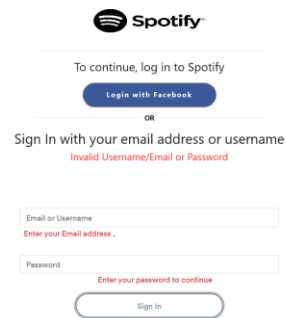 Spotify
To continue, log in to Spotify
Login with Facebook
OR
Sign In with your email address or username
Invalid Username/Email or Password
Email or Username
Enter your Email address ,
Password
Enter your password to continue
Sign In